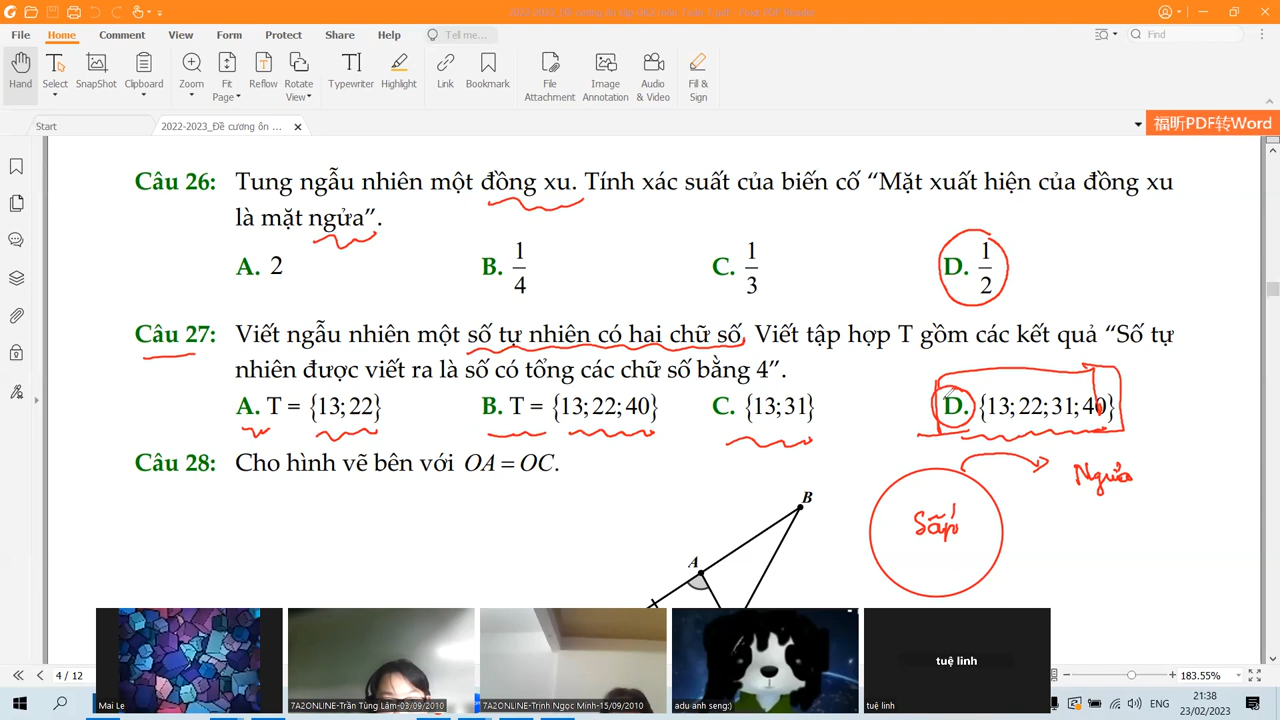 2022-2023_Đề cương ôn tập GK2 môn Toán 7.pdf - Foxit PDF Reader
File Home Comment View Form Protect Share Help Tell me... Find
Hand Select SnapShot Clipboard Zoom Fit Page Reflow Rotate View Typewriter Highlight Link Bookmark File Attachment Image Annotation Audio & Video Fill & Sign
Start 2022-2023_Đề cương ôn ... 福昕PDF转Word
Câu 26: Tung ngẫu nhiên một đồng xu. Tính xác suất của biến cố “Mặt xuất hiện của đồng xu
là mặt ngửa”.
A. 2 B. 1/4 C. 1/3 D. 1/2
Câu 27: Viết ngẫu nhiên một số tự nhiên có hai chữ số. Viết tập hợp T gồm các kết quả “Số tự
nhiên được viết ra là số có tổng các chữ số bằng 4”.
A. T = {13; 22} B. T = {13; 22; 40} C. {13; 31} D. {13; 22; 31; 40}
Câu 28: Cho hình vẽ bên với OA = OC.
Ngửa
Sấp
B
A
tuệ linh
Mai Le 7A2ONLINE-Trần Tùng Lâm-03/09/2010 7A2ONLINE-Trịnh Ngọc Minh-15/09/2010 adu anh seng:) tuệ linh
4 / 12 183.55%
ENG 21:38
23/02/2023